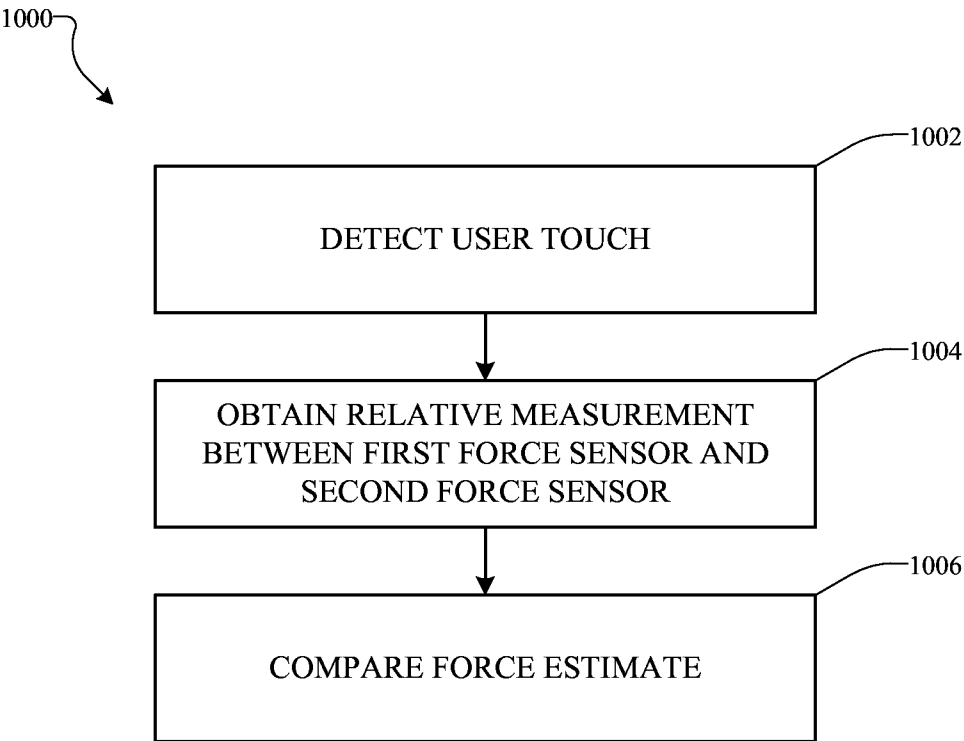 1000
1002
DETECT USER TOUCH
1004
OBTAIN RELATIVE MEASUREMENT
BETWEEN FIRST FORCE SENSOR AND
SECOND FORCE SENSOR
1006
COMPARE FORCE ESTIMATE